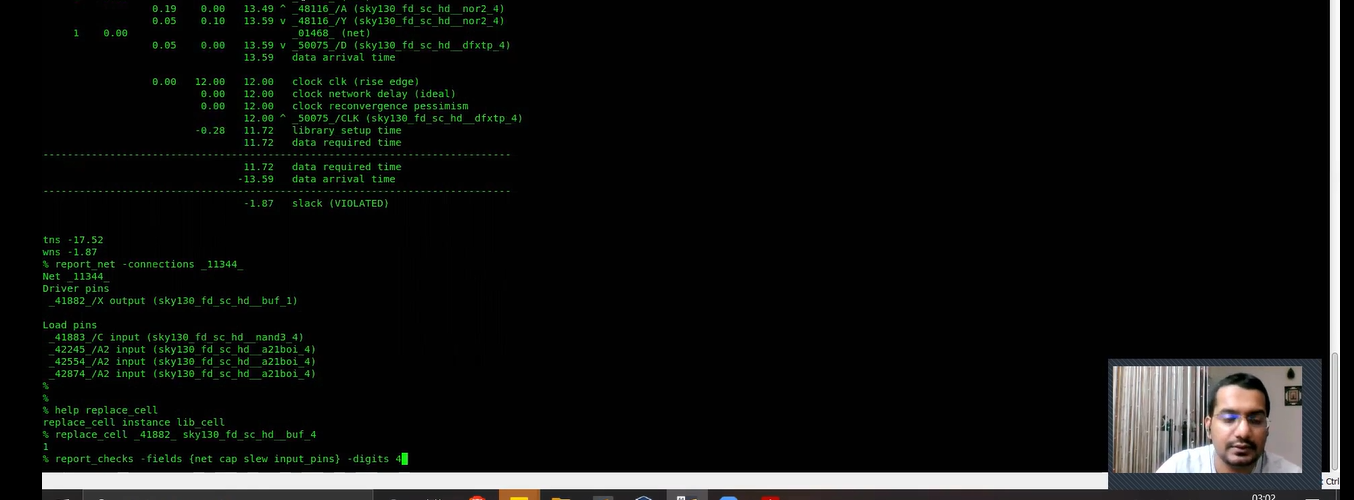 0.19 0.00 13.49 ^ _48116_/A (sky130_fd_sc_hd__nor2_4)
0.05 0.10 13.59 v _48116_/Y (sky130_fd_sc_hd__nor2_4)
1 0.00 _01468_ (net)
0.05 0.00 13.59 v _50075_/D (sky130_fd_sc_hd__dfxtp_4)
13.59 data arrival time
0.00 12.00 12.00 clock clk (rise edge)
0.00 12.00 clock network delay (ideal)
0.00 12.00 clock reconvergence pessimism
12.00 ^ _50075_/CLK (sky130_fd_sc_hd__dfxtp_4)
-0.28 11.72 library setup time
11.72 data required time
-----------------------------------------------------------------------------
11.72 data required time
-13.59 data arrival time
-----------------------------------------------------------------------------
-1.87 slack (VIOLATED)
tns -17.52
wns -1.87
% report_net -connections _11344_
Net _11344_
Driver pins
_41882_/X output (sky130_fd_sc_hd__buf_1)
Load pins
_41883_/C input (sky130_fd_sc_hd__nand3_4)
_42245_/A2 input (sky130_fd_sc_hd__a21boi_4)
_42554_/A2 input (sky130_fd_sc_hd__a21boi_4)
_42874_/A2 input (sky130_fd_sc_hd__a21boi_4)
%
%
% help replace_cell
replace_cell instance lib_cell
% replace_cell _41882_ sky130_fd_sc_hd__buf_4
1
% report_checks -fields {net cap slew input_pins} -digits 4
Ctrl
03:02